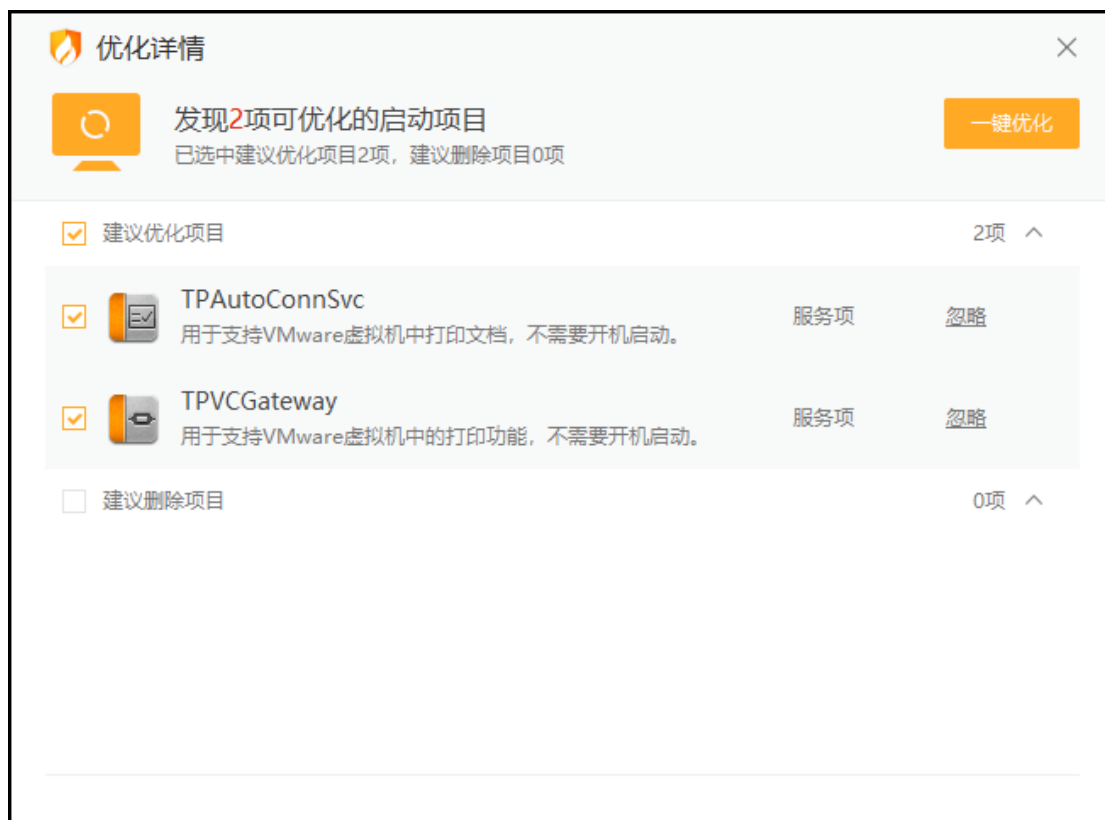 优化详情
发现2项可优化的启动项目
已选中建议优化项目2项，建议删除项目0项
一键优化
建议优化项目 2项
TPAutoConnSvc
用于支持VMware虚拟机中打印文档，不需要开机启动。
服务项 忽略
TPVCGateway
用于支持VMware虚拟机中的打印功能，不需要开机启动。
服务项 忽略
建议删除项目 0项